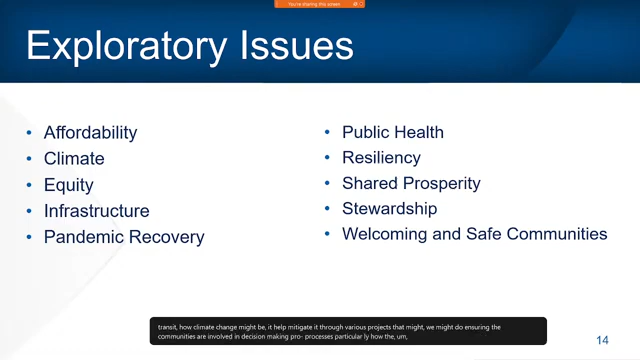 You're sharing this screen
Exploratory Issues
• Affordability
• Climate
• Equity
• Infrastructure
• Pandemic Recovery
• Public Health
• Resiliency
• Shared Prosperity
• Stewardship
• Welcoming and Safe Communities
transit, how climate change might be, it help mitigate it through various projects that might, we might do ensuring the
communities are involved in decision making pro- processes particular ly how the, um,
14